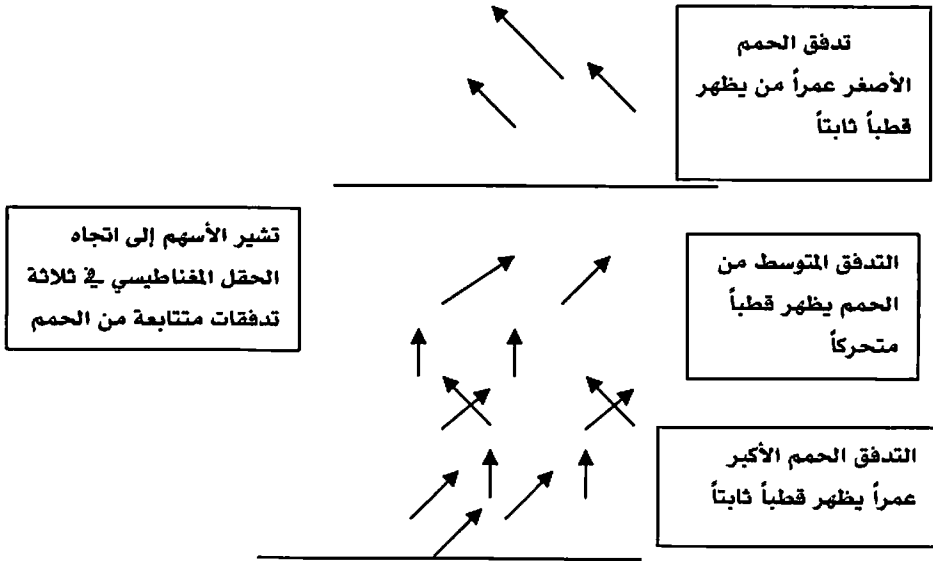 تدفق الحمم
الأصغر عمراً من يظهر
قطباً ثابتاً
تشير الأسهم إلى اتجاه
الحقل المغناطيسي في ثلاثة
تدفقات متتابعة من الحمم
التدفق المتوسط من
الحمم يظهر قطباً
متحركاً
التدفق الحمم الأكبر
عمراً يظهر قطباً ثابتاً